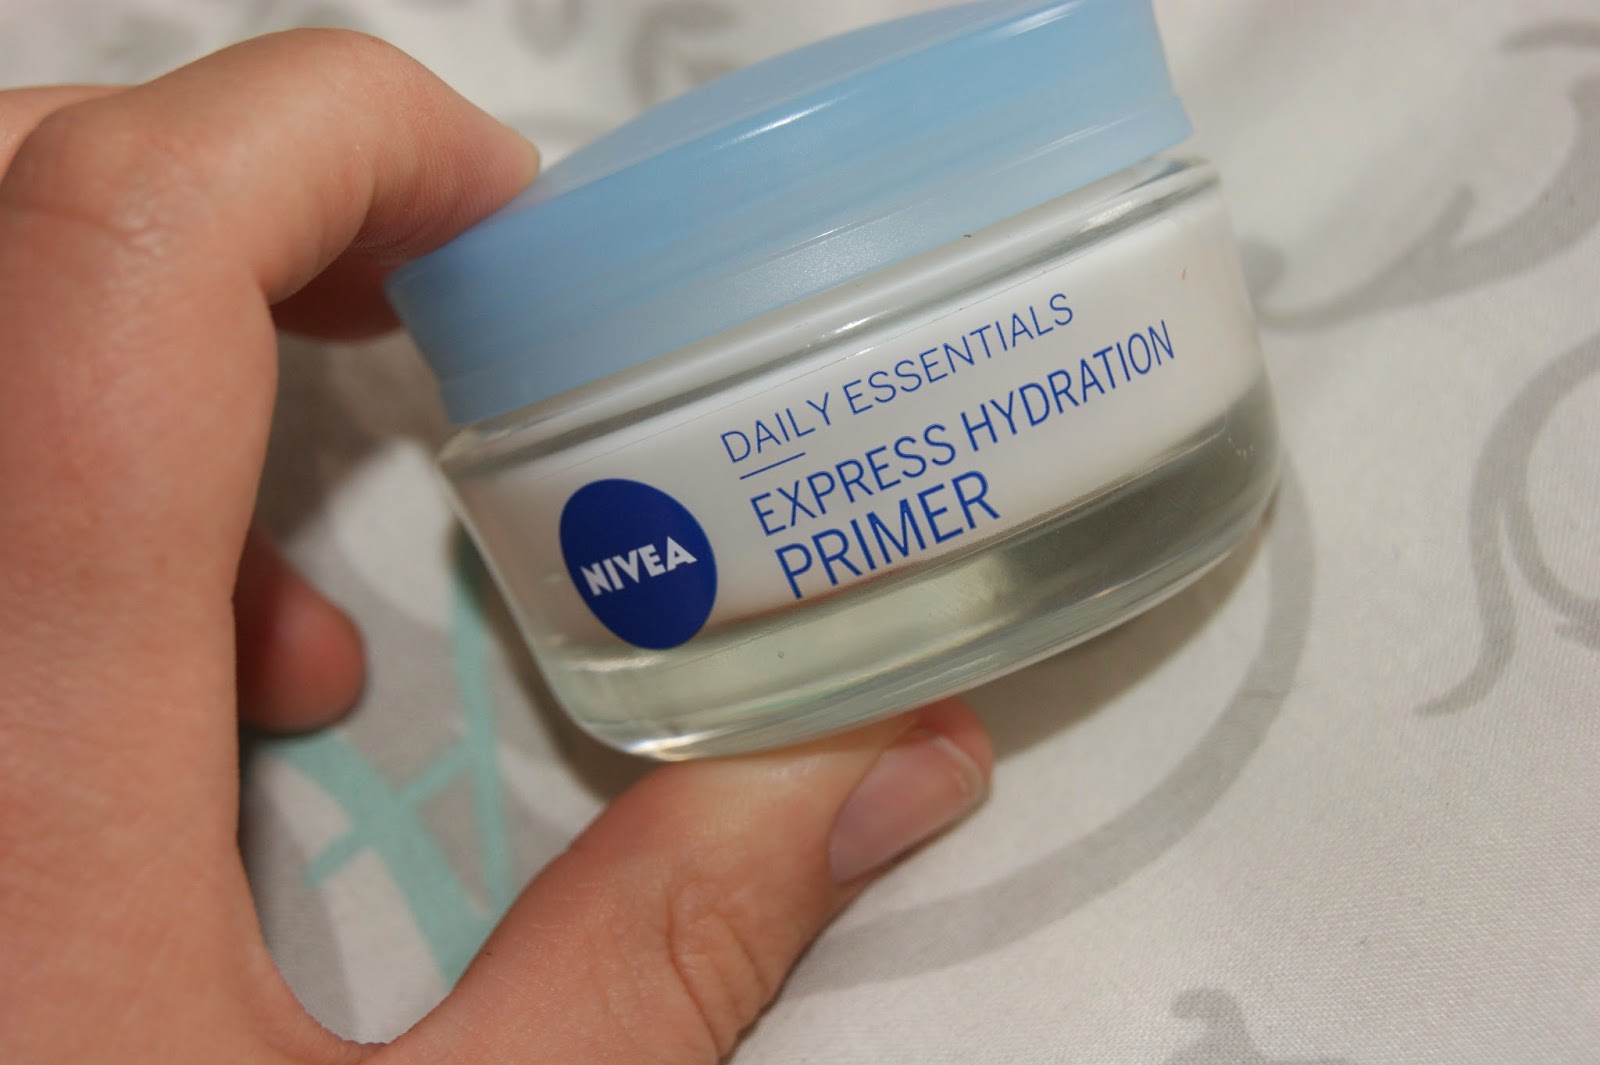 DAILY ESSENTIALS
EXPRESS HYDRATION
PRIMER
NIVEA